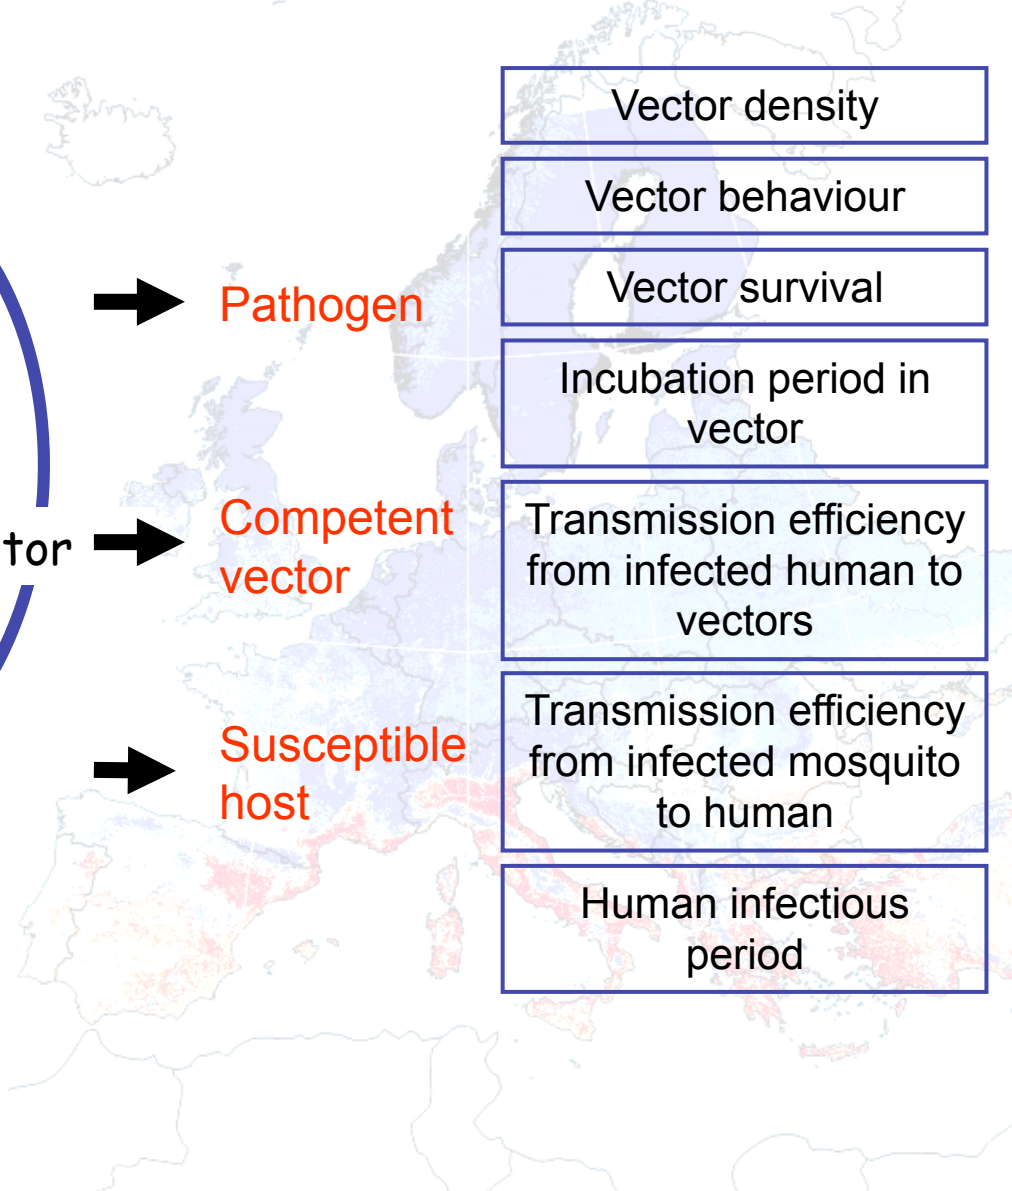 Pathogen
tor
Competent
vector
Susceptible
host
Vector density
Vector behaviour
Vector survival
Incubation period in
vector
Transmission efficiency
from infected human to
vectors
Transmission efficiency
from infected mosquito
to human
Human infectious
period